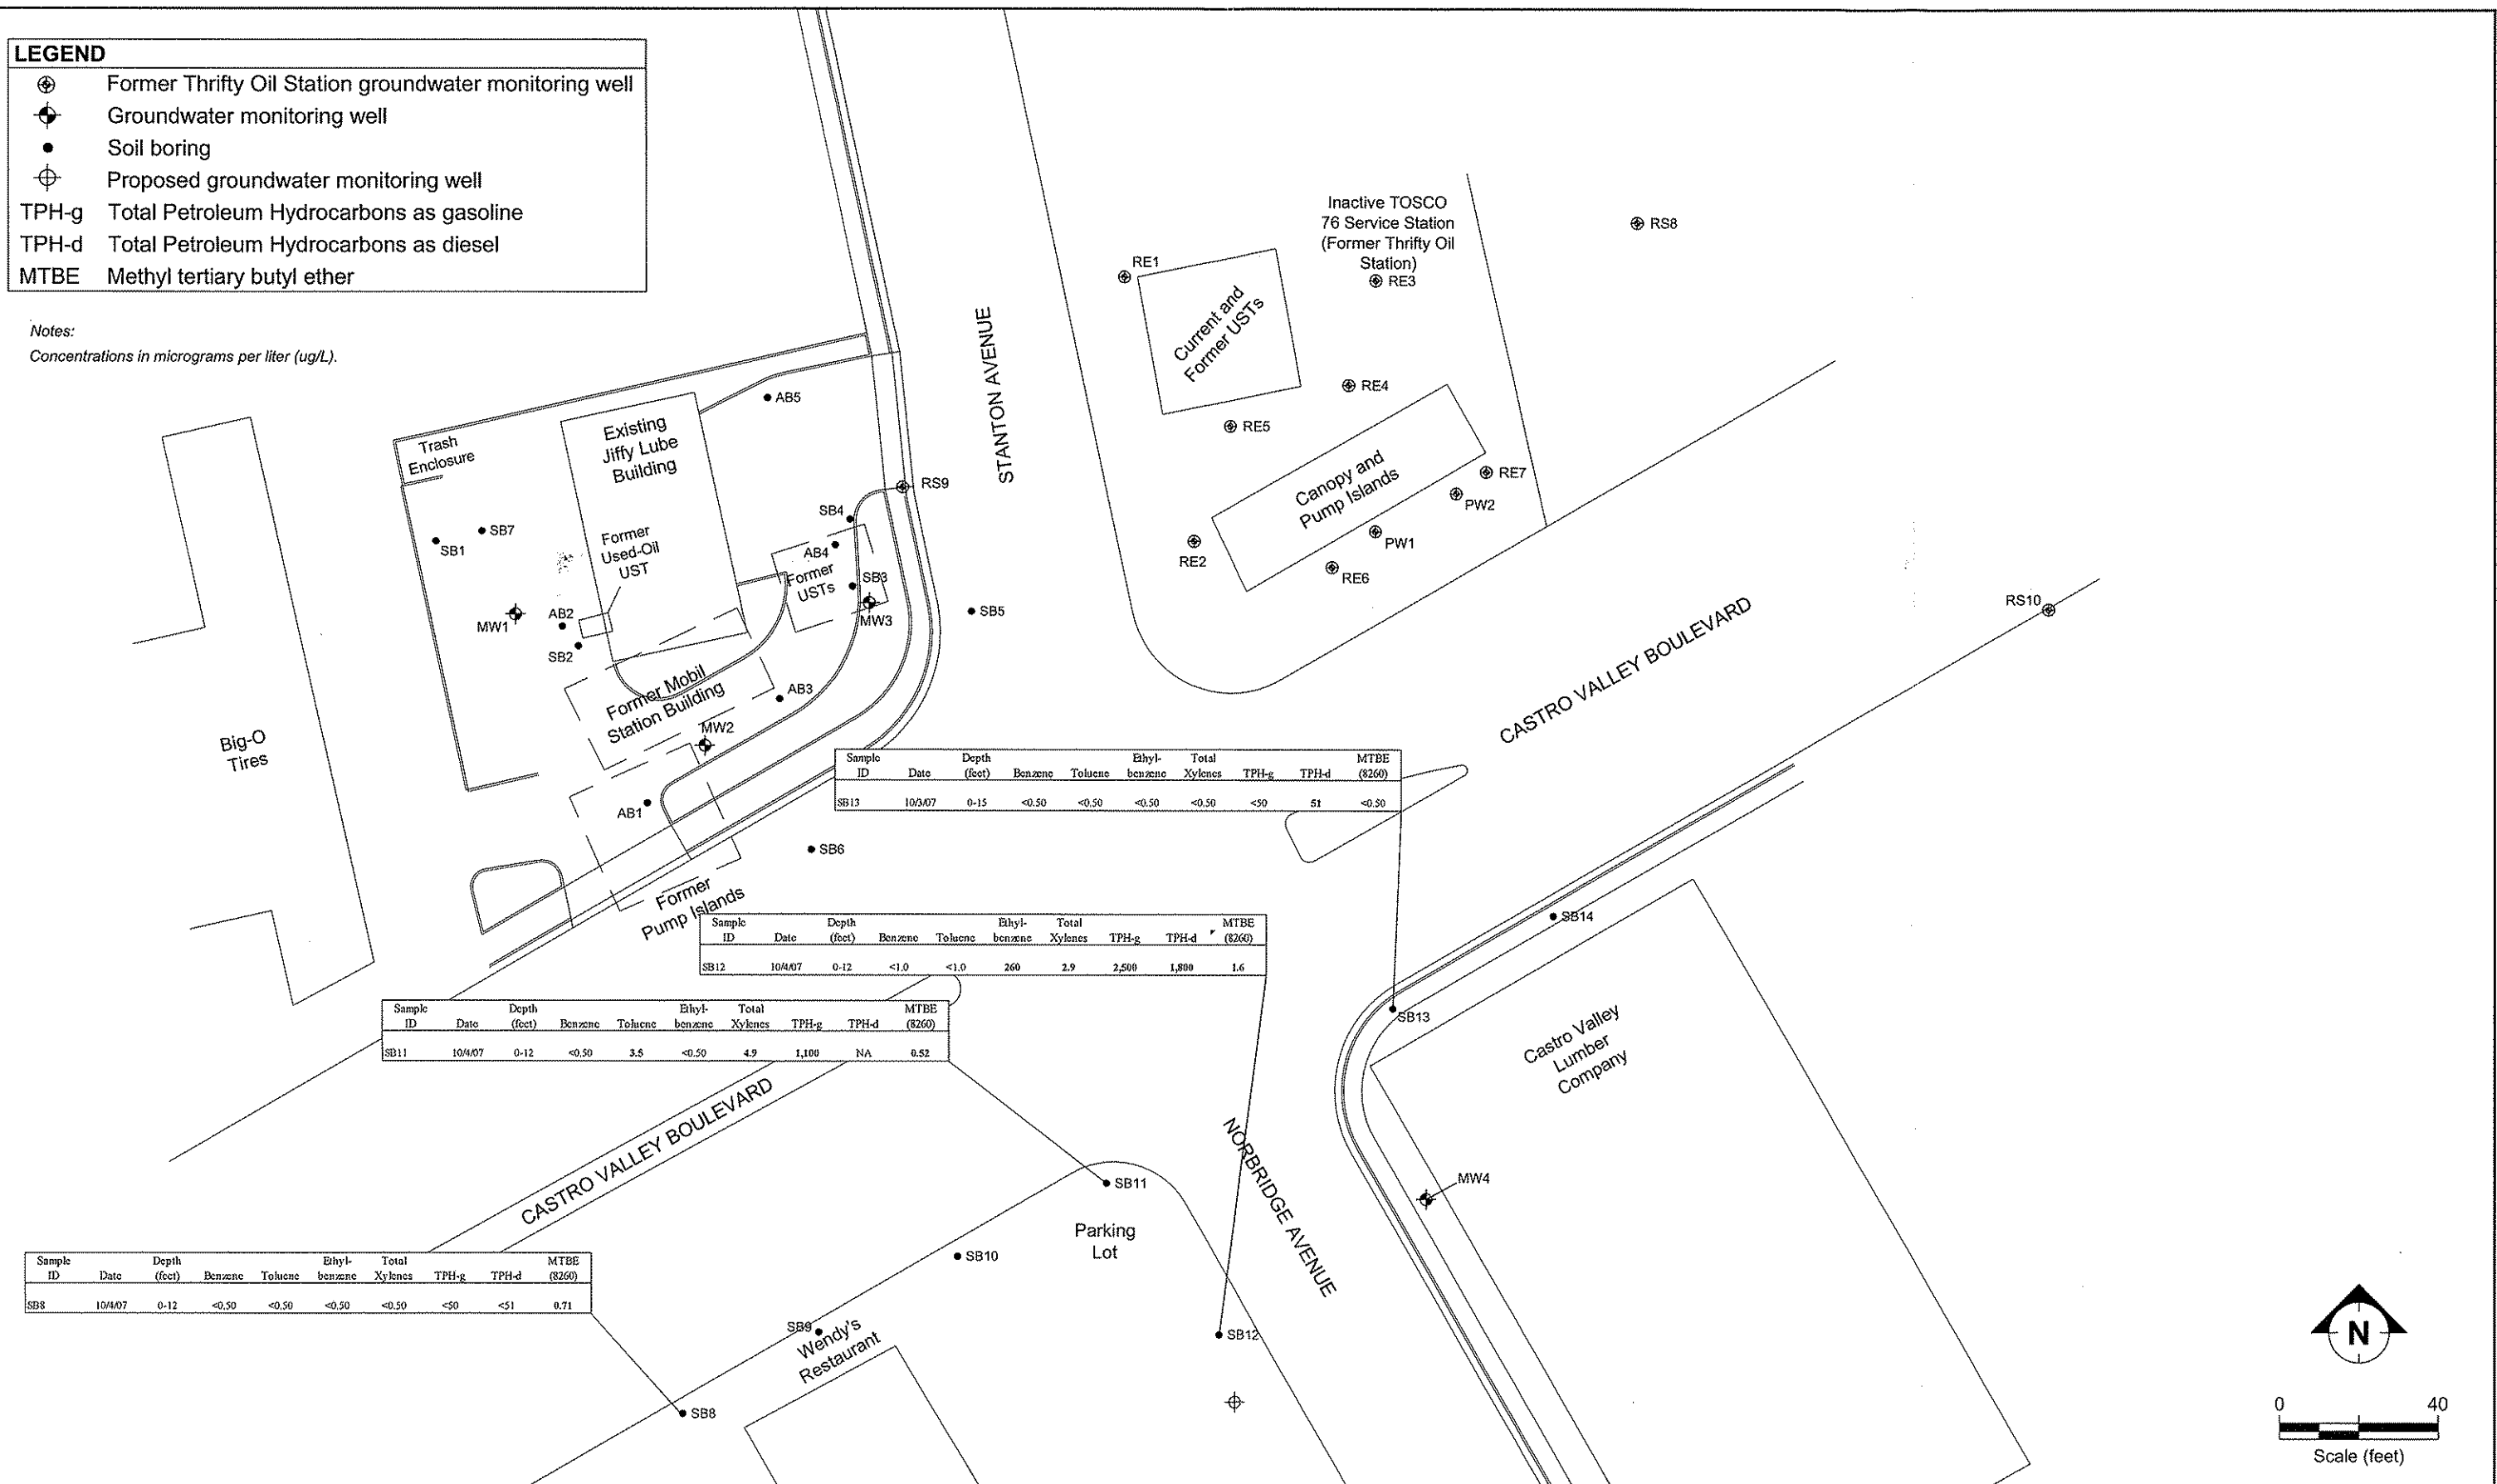 LEGEND
Former Thrifty Oil Station groundwater monitoring well
Groundwater monitoring well
Soil boring
Proposed groundwater monitoring well
TPH-g Total Petroleum Hydrocarbons as gasoline
TPH-d Total Petroleum Hydrocarbons as diesel
MTBE Methyl tertiary butyl ether
Notes:
Concentrations in micrograms per liter (ug/L).
Inactive TOSCO
76 Service Station
(Former Thrifty Oil
Station)
RE3
RS8
RE1
Current and
Former USTs
RE4
RE5
Canopy and
Pump Islands
RE7
PW2
PW1
RE6
RE2
RS10
STANTON AVENUE
CASTRO VALLEY BOULEVARD
AB5
Trash
Enclosure
Existing
Jiffy Lube
Building
RS9
SB4
SB7
SB1
Former
Used-Oil
UST
AB4
Former
USTs
SB3
MW3
SB5
MW1
AB2
SB2
Former Mobil
Station Building
AB3
MW2
Big-O
Tires
AB1
SB6
Former
Pump Islands
Sample ID Date Depth (feet) Benzene Toluene Ethyl-benzene Total Xylenes TPH-g TPH-d MTBE (8260)
SB13 10/3/07 0-15 <0.50 <0.50 <0.50 <0.50 <50 51 <0.50
Sample ID Date Depth (feet) Benzene Toluene Ethyl-benzene Total Xylenes TPH-g TPH-d MTBE (8260)
SB12 10/4/07 0-12 <1.0 <1.0 260 2.9 2,500 1,800 1.6
Sample ID Date Depth (feet) Benzene Toluene Ethyl-benzene Total Xylenes TPH-g TPH-d MTBE (8260)
SB11 10/4/07 0-12 <0.50 3.5 <0.50 4.9 1,100 NA 0.52
SB14
SB13
Castro Valley
Lumber
Company
CASTRO VALLEY BOULEVARD
NORBRIDGE AVENUE
MW4
SB11
Parking
Lot
SB10
Sample ID Date Depth (feet) Benzene Toluene Ethyl-benzene Total Xylenes TPH-g TPH-d MTBE (8260)
SB8 10/4/07 0-12 <0.50 <0.50 <0.50 <0.50 <50 <51 0.71
SB9
Wendy's
Restaurant
SB12
SB8
N
0 40
Scale (feet)